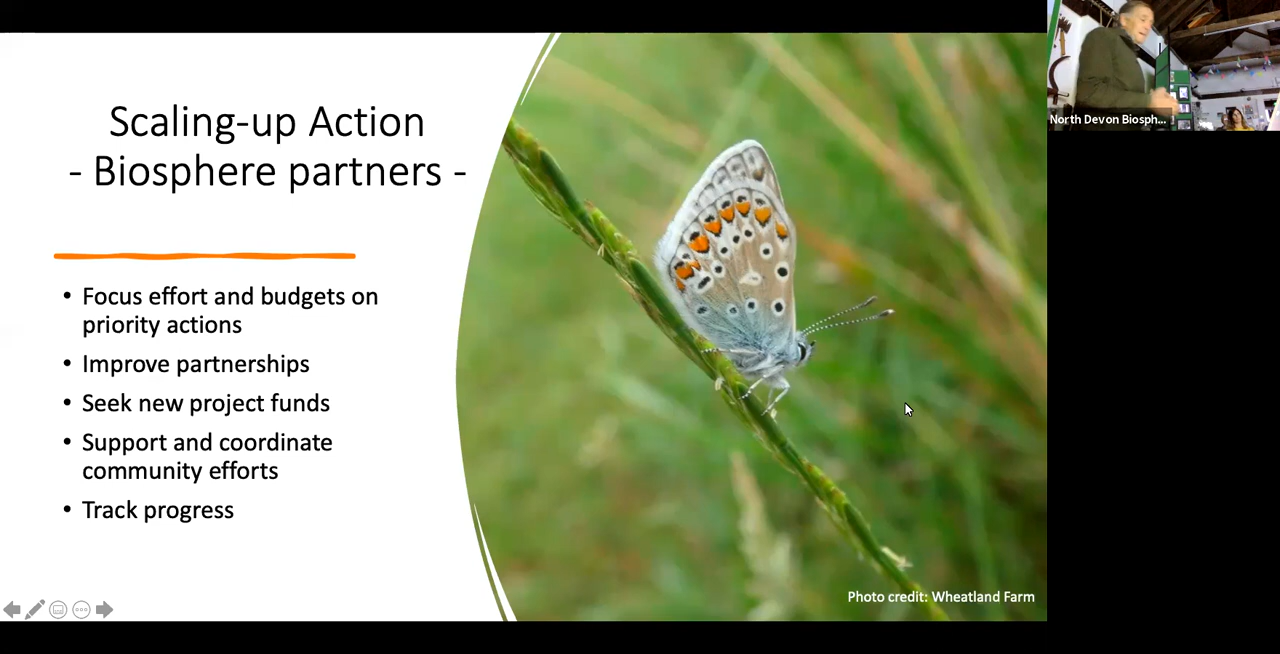 Scaling-up Action
- Biosphere partners -
• Focus effort and budgets on
priority actions
• Improve partnerships
• Seek new project funds
• Support and coordinate
community efforts
• Track progress
Photo credit: Wheatland Farm
North Devon Biosph...